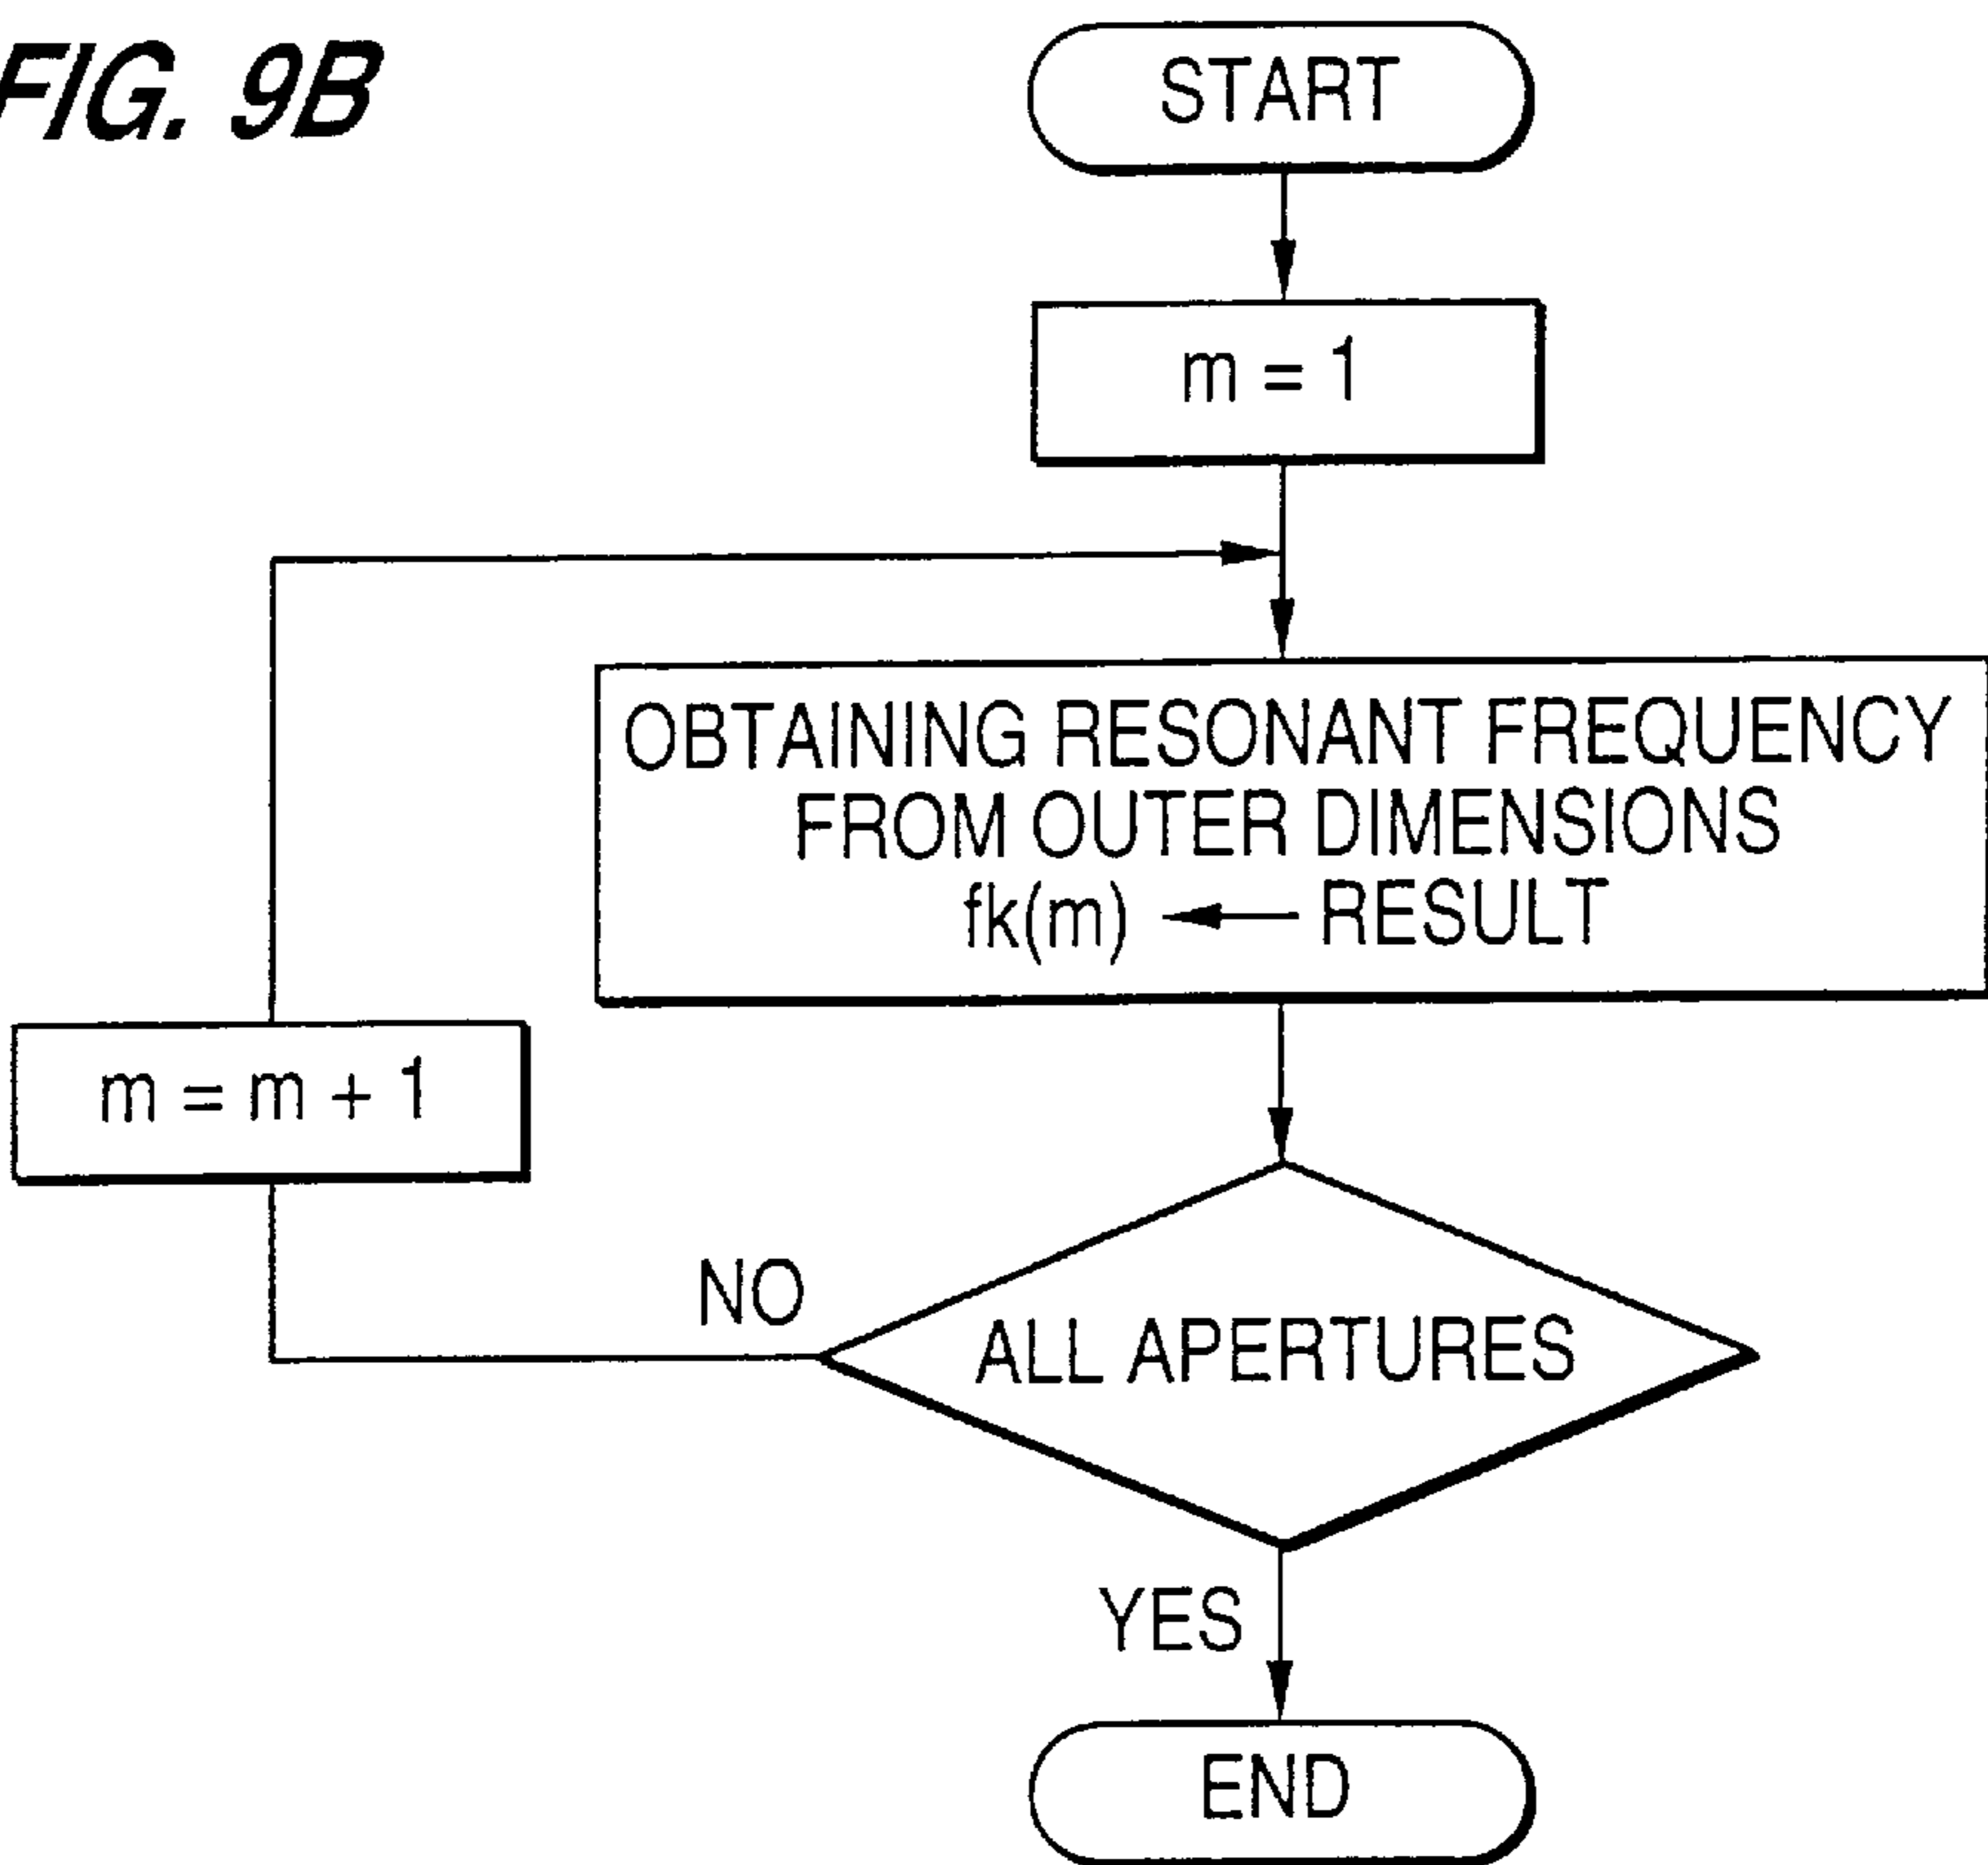 FIG. 9B
START
m = 1
OBTAINING RESONANT FREQUENCY
FROM OUTER DIMENSIONS
fk(m) ← RESULT
m = m + 1
NO
ALL APERTURES
YES
END